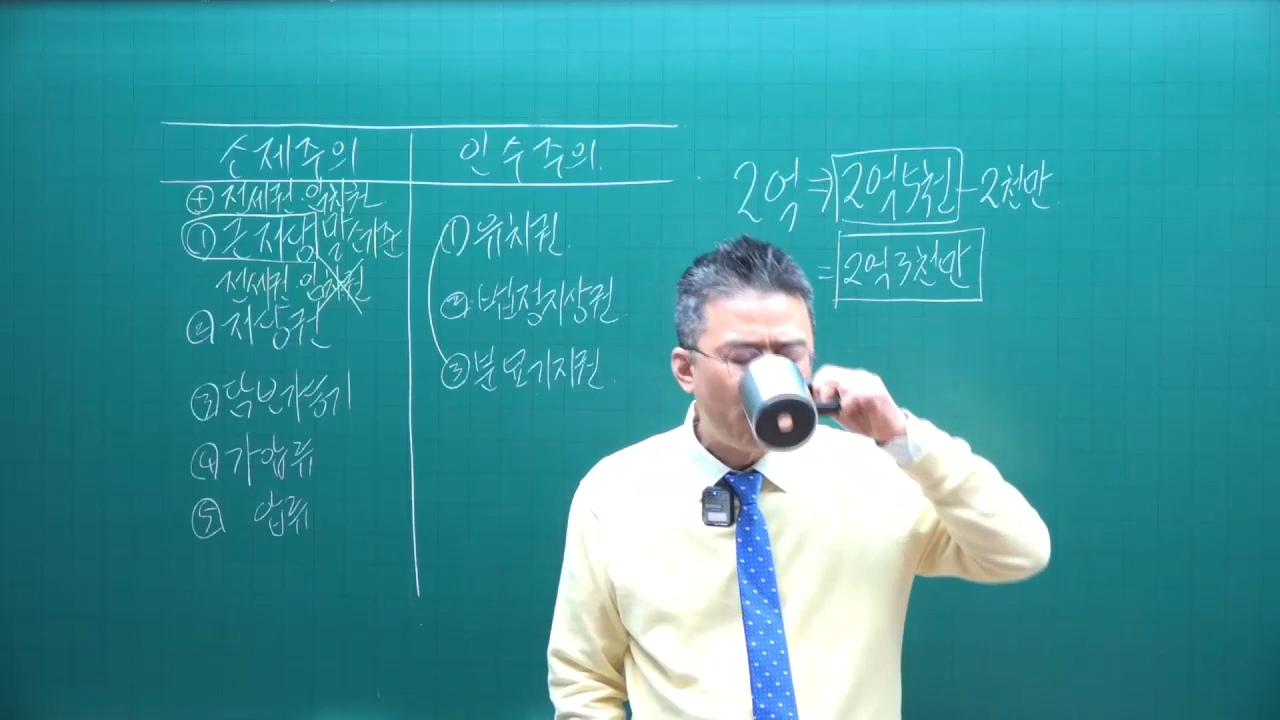 소제주의
인수주의
⊕ 전세권·임차권
① 근저당 말소기준
전세권·임차권
② 저당권
③ 담보가등기
④ 가압류
⑤ 압류
① 유치권
② 법정지상권
③ 분묘기지권
2억 ⇒ 2억5천 - 2천만
= 2억3천만